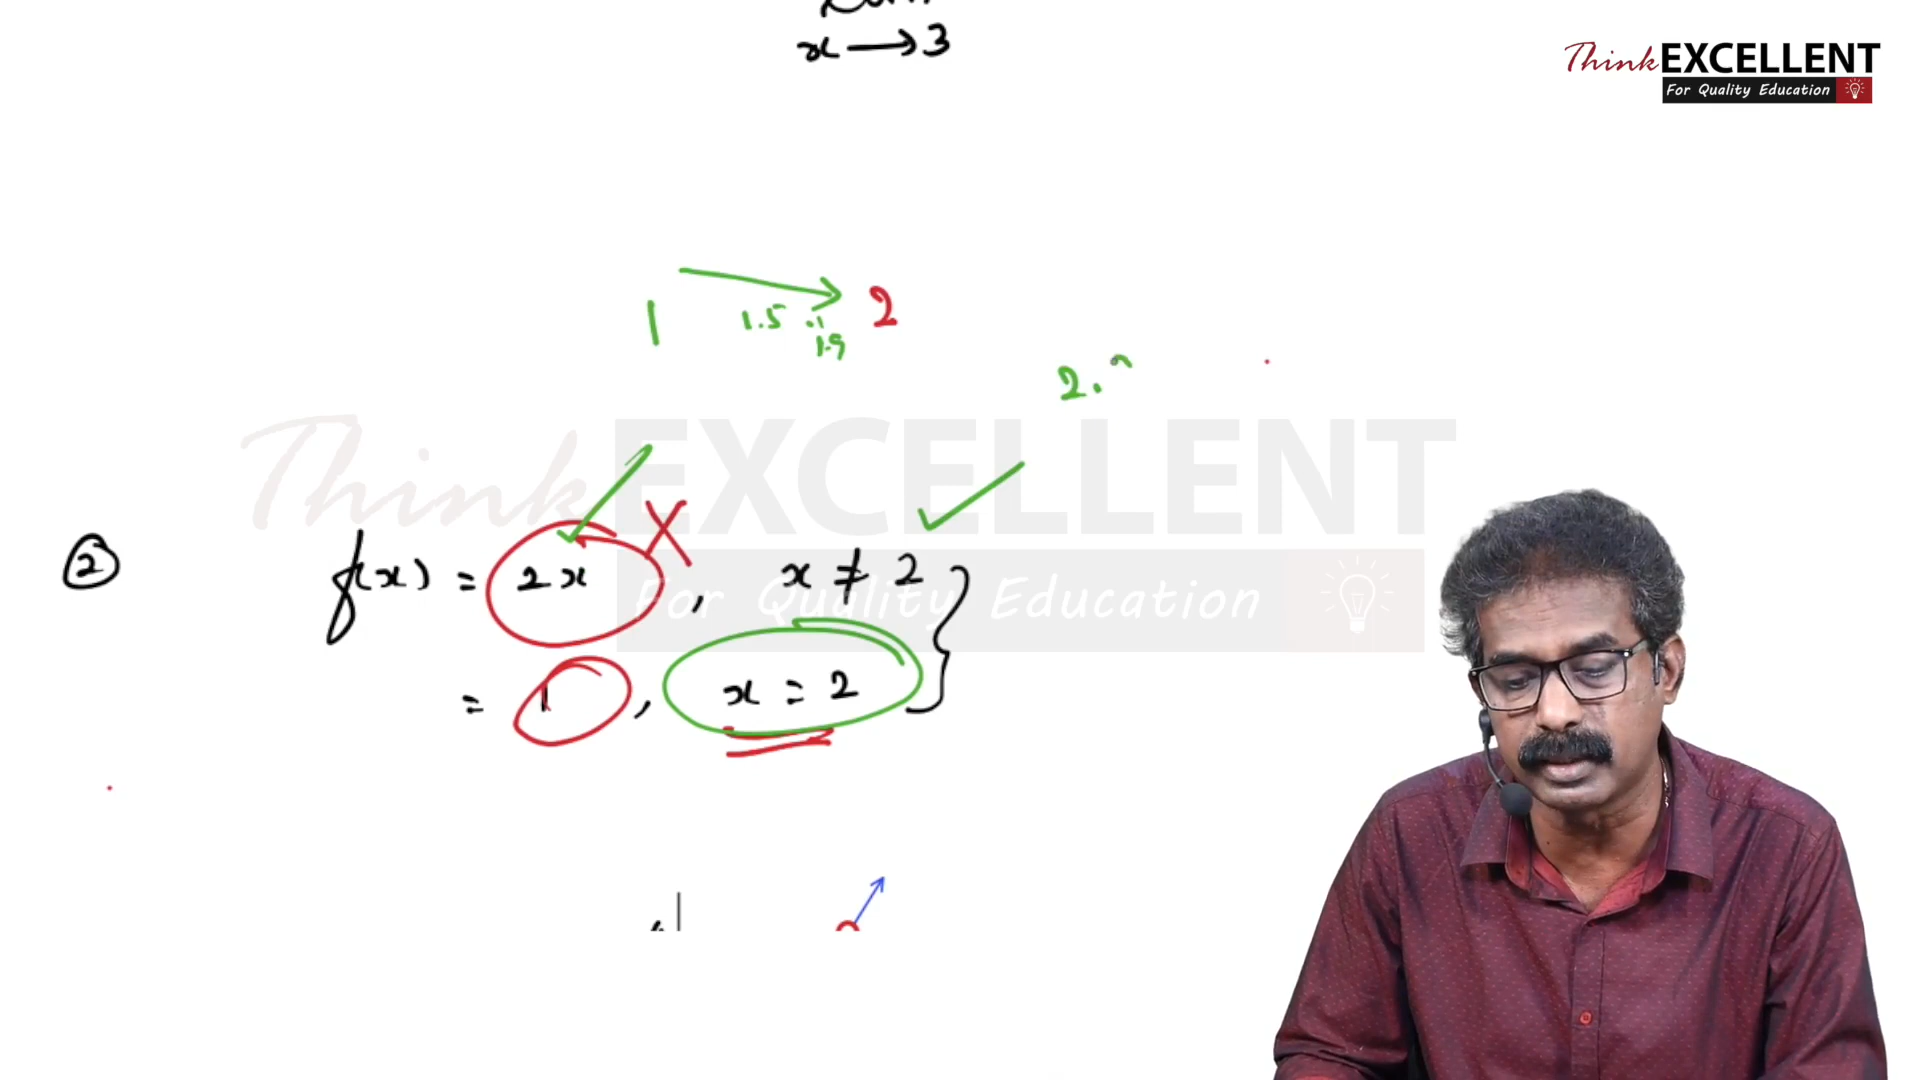 x → 3
Think EXCELLENT
For Quality Education
1 1.5 1.9 2
2.
Think EXCELLENT
For Quality Education
② f(x) = 2x, x ≠ 2
= 1, x = 2